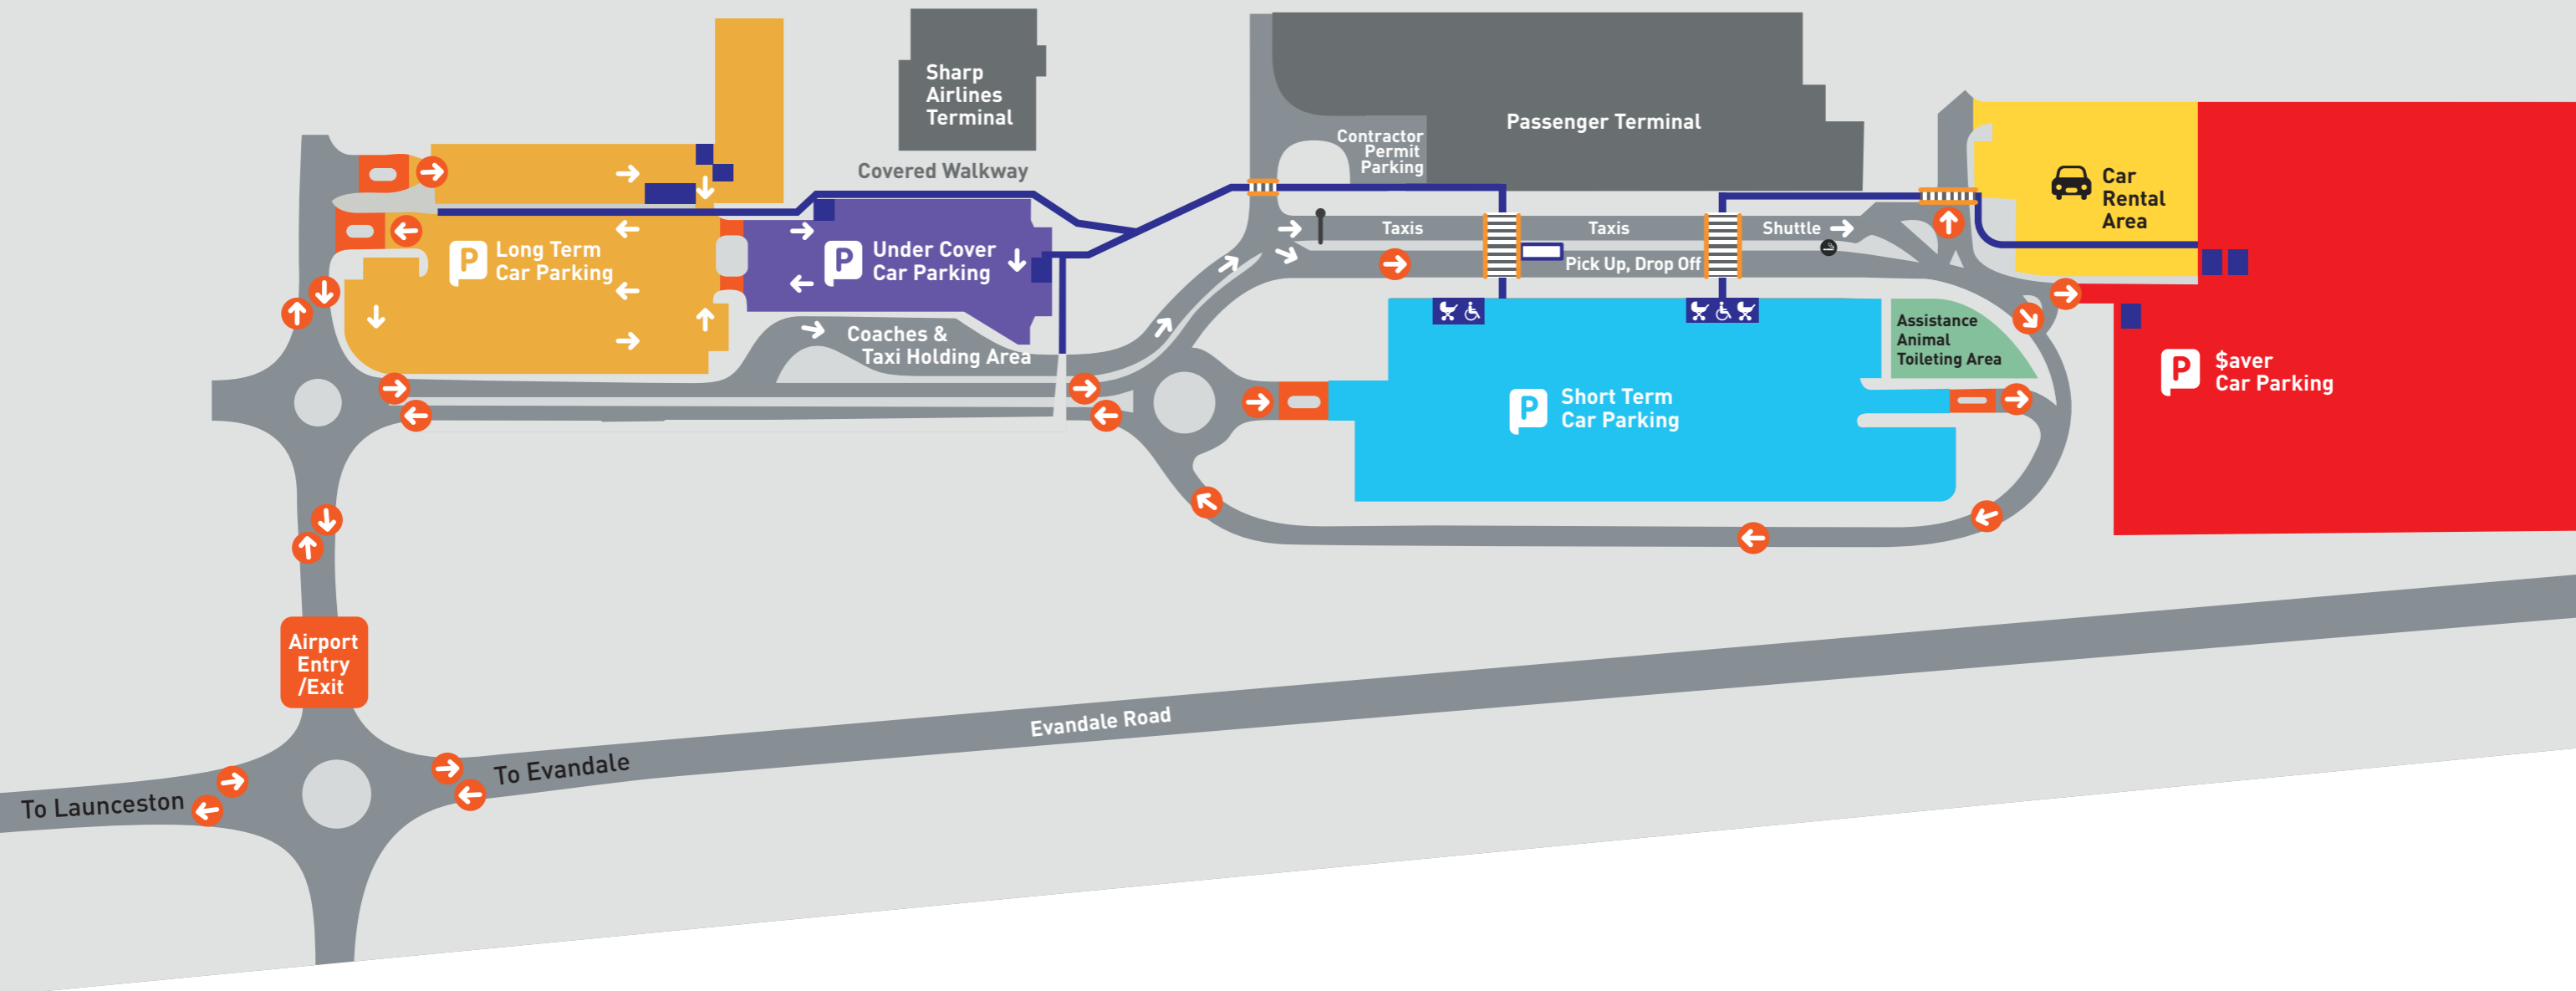 Sharp
Airlines
Terminal
Covered Walkway
Contractor
Permit
Parking
Passenger Terminal
Car
Rental
Area
P
Long Term
Car Parking
P
Under Cover
Car Parking
Taxis
Taxis
Shuttle
Pick Up, Drop Off
Coaches &
Taxi Holding Area
Assistance
Animal
Toileting Area
P
Short Term
Car Parking
P
$aver
Car Parking
Airport
Entry
/Exit
Evandale Road
To Evandale
To Launceston